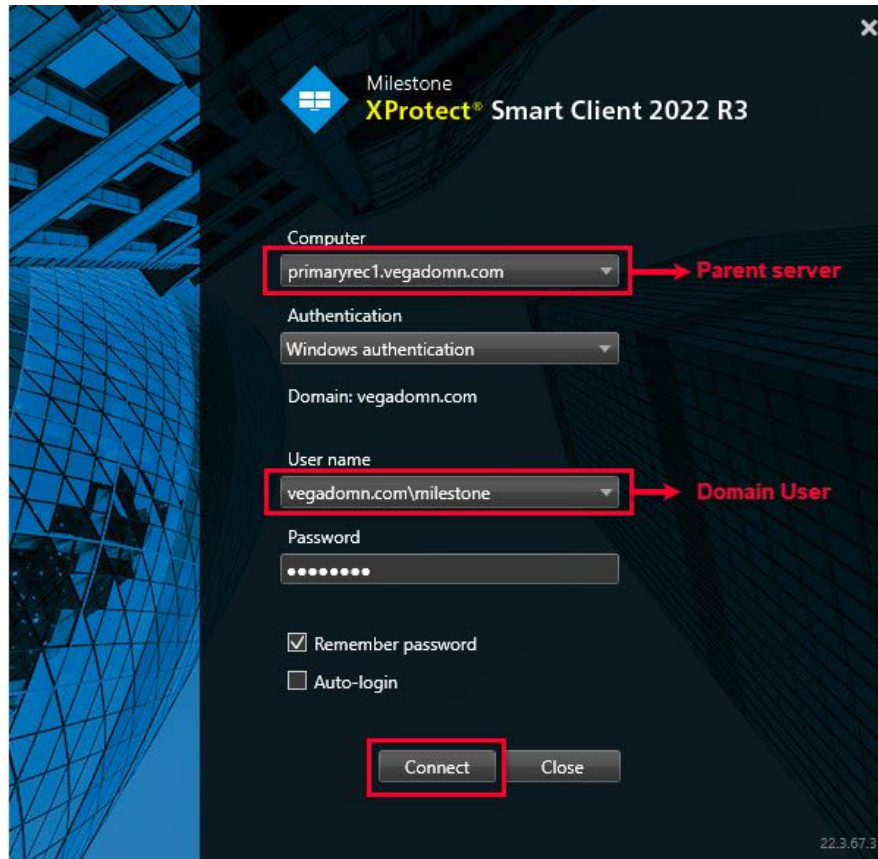 Milestone
XProtect® Smart Client 2022 R3
Computer
primaryrec1.vegadomn.com
Parent server
Authentication
Windows authentication
Domain: vegadomn.com
User name
vegadomn.com\milestone
Domain User
Password
Remember password
Auto-login
Connect
Close
22.3.67.3